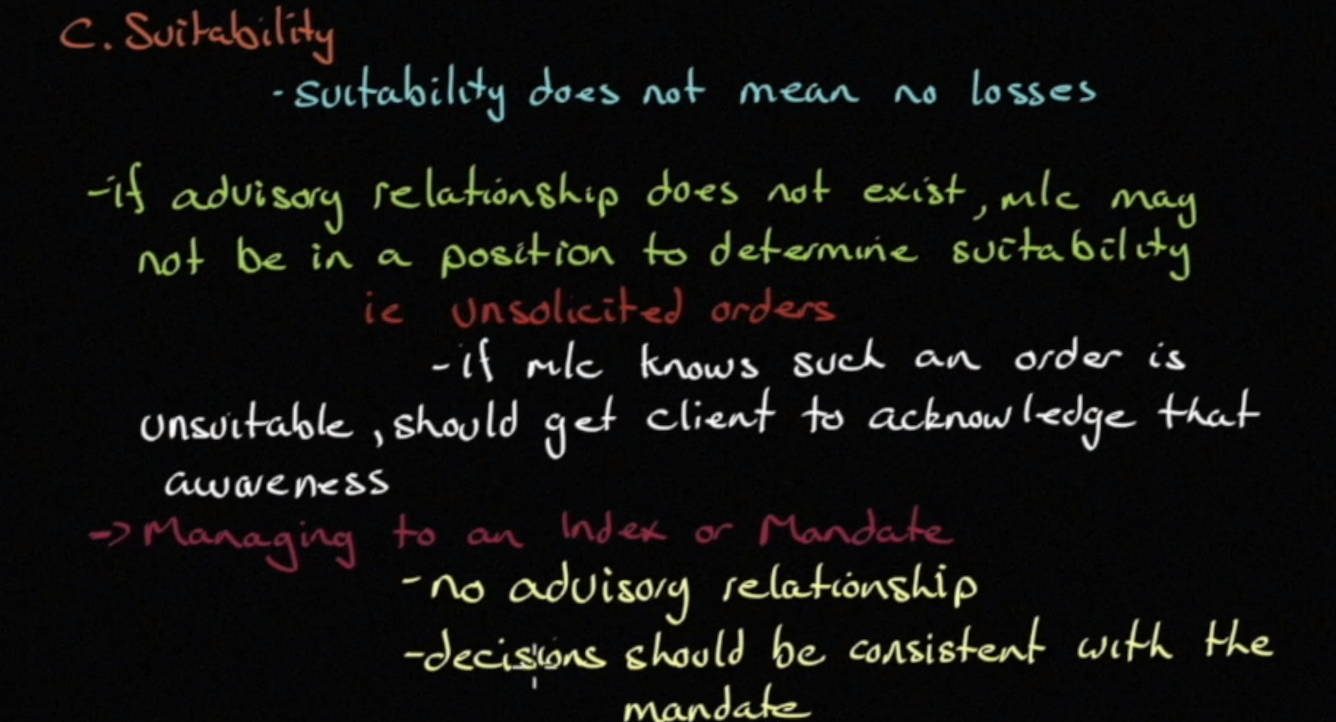 C. Suitability
- suitability does not mean no losses
- if advisory relationship does not exist, m/c may
not be in a position to determine suitability
ie unsolicited orders
- if m/c knows such an order is
unsuitable, should get client to acknowledge that
awareness
-> Managing to an Index or Mandate
- no advisory relationship
- decisions should be consistent with the
mandate